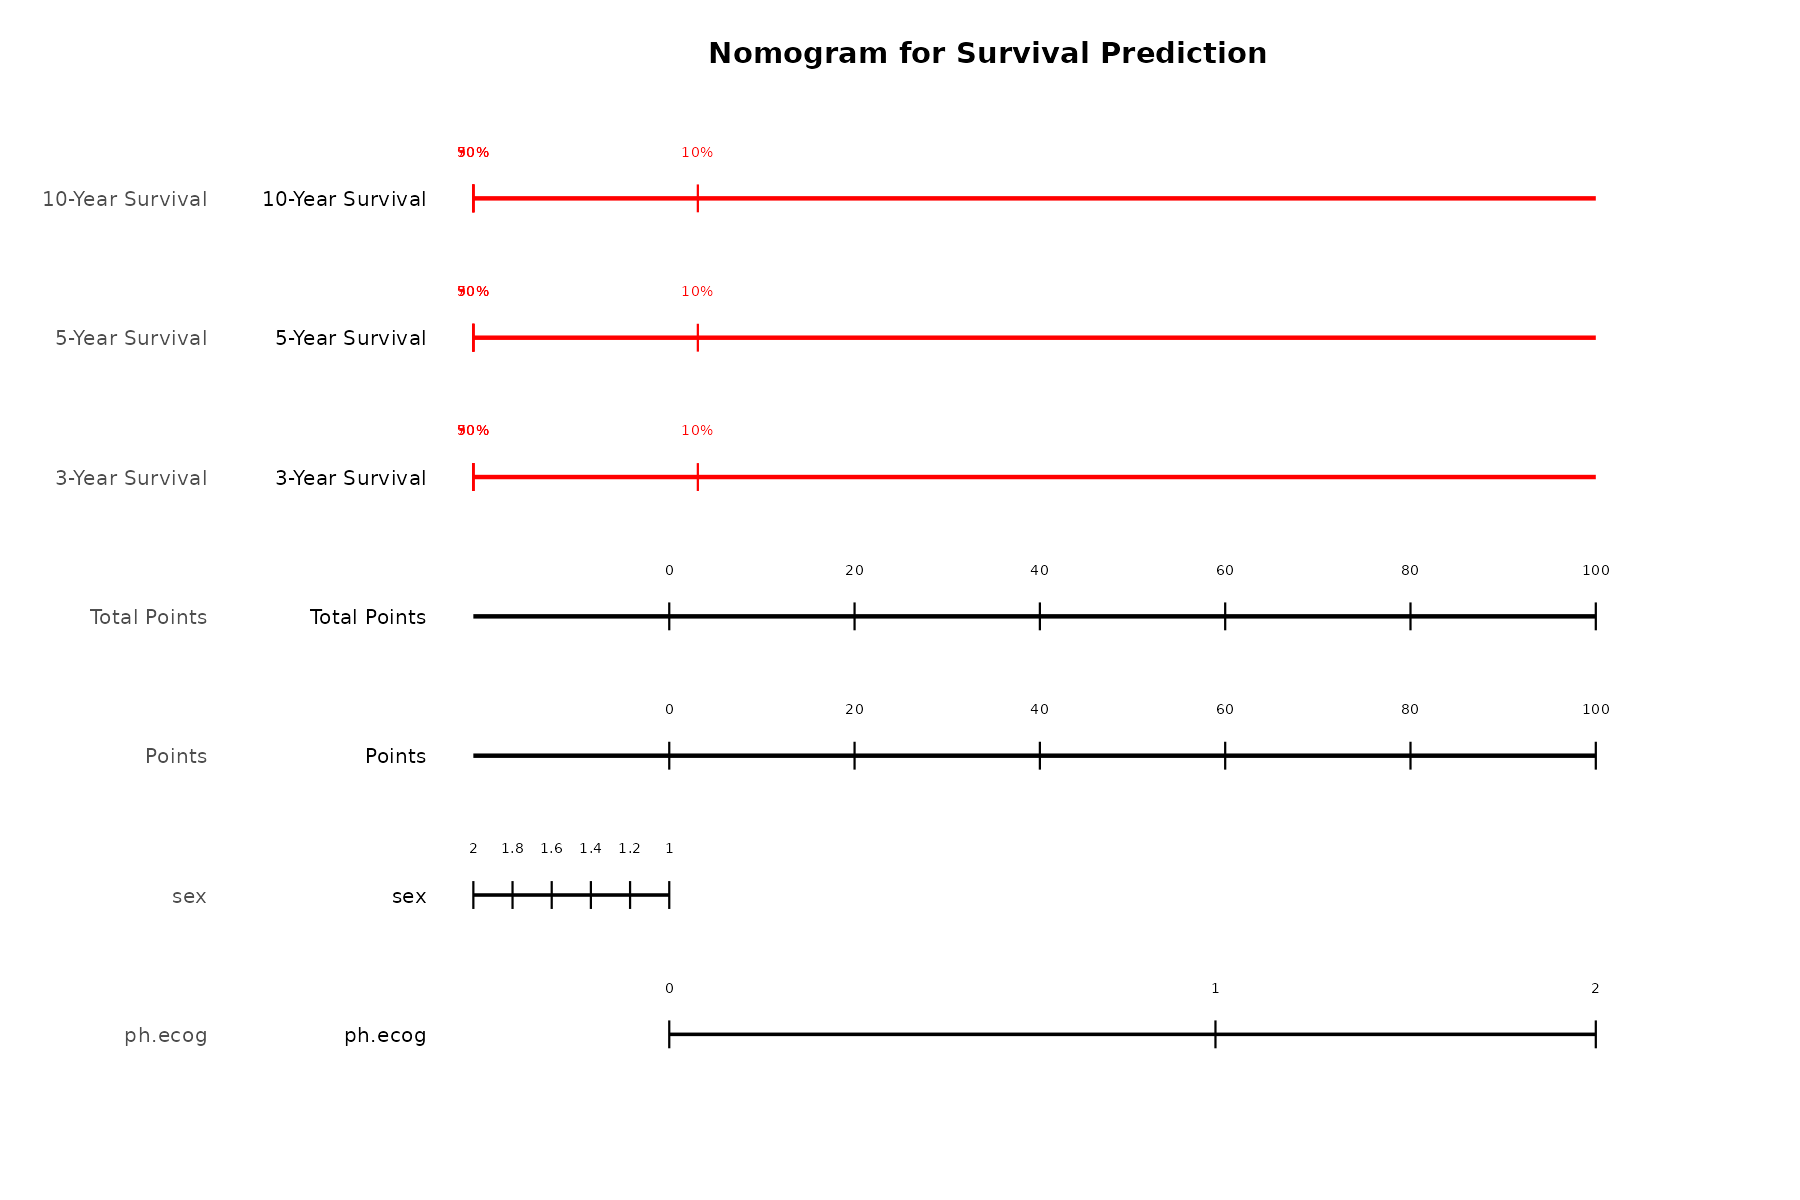 Nomogram for Survival Prediction
10%
10-Year Survival 10-Year Survival
10%
5-Year Survival 5-Year Survival
10%
3-Year Survival 3-Year Survival
0 20 40 60 80 100
Total Points Total Points
0 20 40 60 80 100
Points Points
2 1.8 1.6 1.4 1.2 1
sex sex
0 1 2
ph.ecog ph.ecog